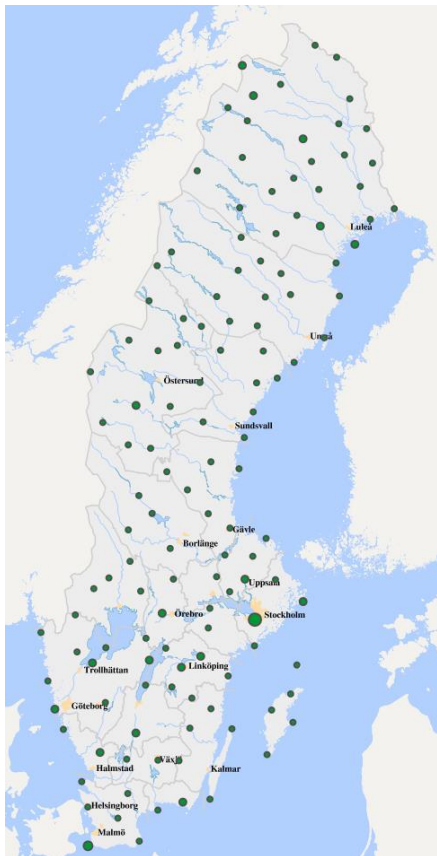 Luleå
Umeå
Östersund
Sundsvall
Gävle
Borlänge
Uppsala
Örebro
Stockholm
Linköping
Trollhättan
Göteborg
Växjö
Halmstad
Kalmar
Helsingborg
Malmö